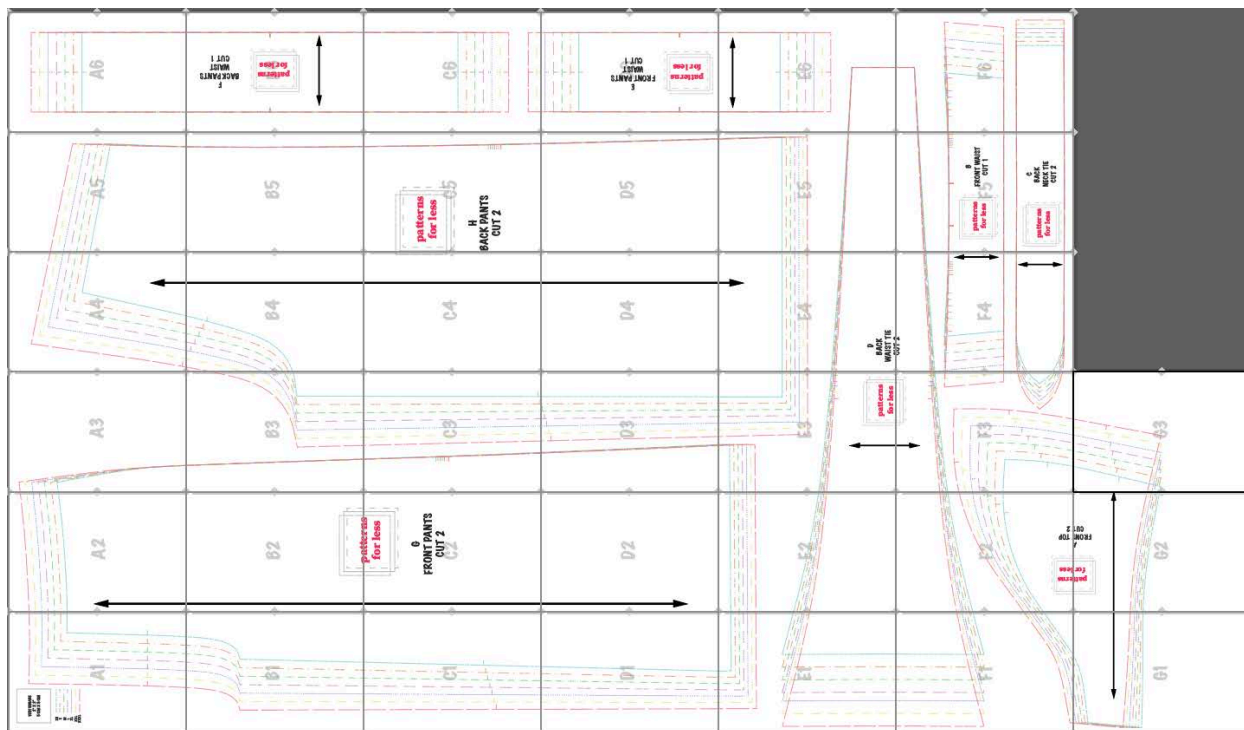 A6
F
BACK PANTS
WAIST
CUT 1
patterns
for less
C6
E
FRONT PANTS
WAIST
CUT 1
patterns
for less
E6
F6
A5
B5
C5
D5
E5
F5
H
BACK PANTS
CUT 2
patterns
for less
B
FRONT WAIST
CUT 1
patterns
for less
C
BACK
NECK TIE
CUT 2
patterns
for less
A4
B4
C4
D4
E4
F4
D
BACK
WAIST TIE
CUT 2
patterns
for less
A3
B3
C3
D3
E3
F3
G3
G
FRONT PANTS
CUT 2
patterns
for less
A2
B2
C2
D2
E2
F2
G2
A
FRONT TOP
CUT 2
patterns
for less
A1
B1
C1
D1
E1
F1
G1